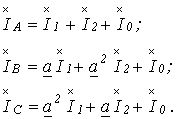 İ_A = İ_1 + İ_2 + İ_0 ;
İ_B = a̲ İ_1 + a̲² İ_2 + İ_0 ;
İ_C = a̲² İ_1 + a̲ İ_2 + İ_0 .